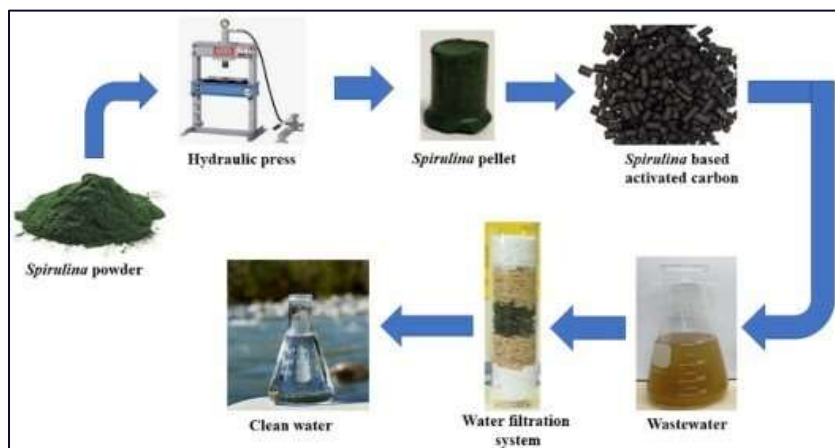 Spirulina powder
Hydraulic press
Spirulina pellet
Spirulina based
activated carbon
Wastewater
Water filtration
system
Clean water